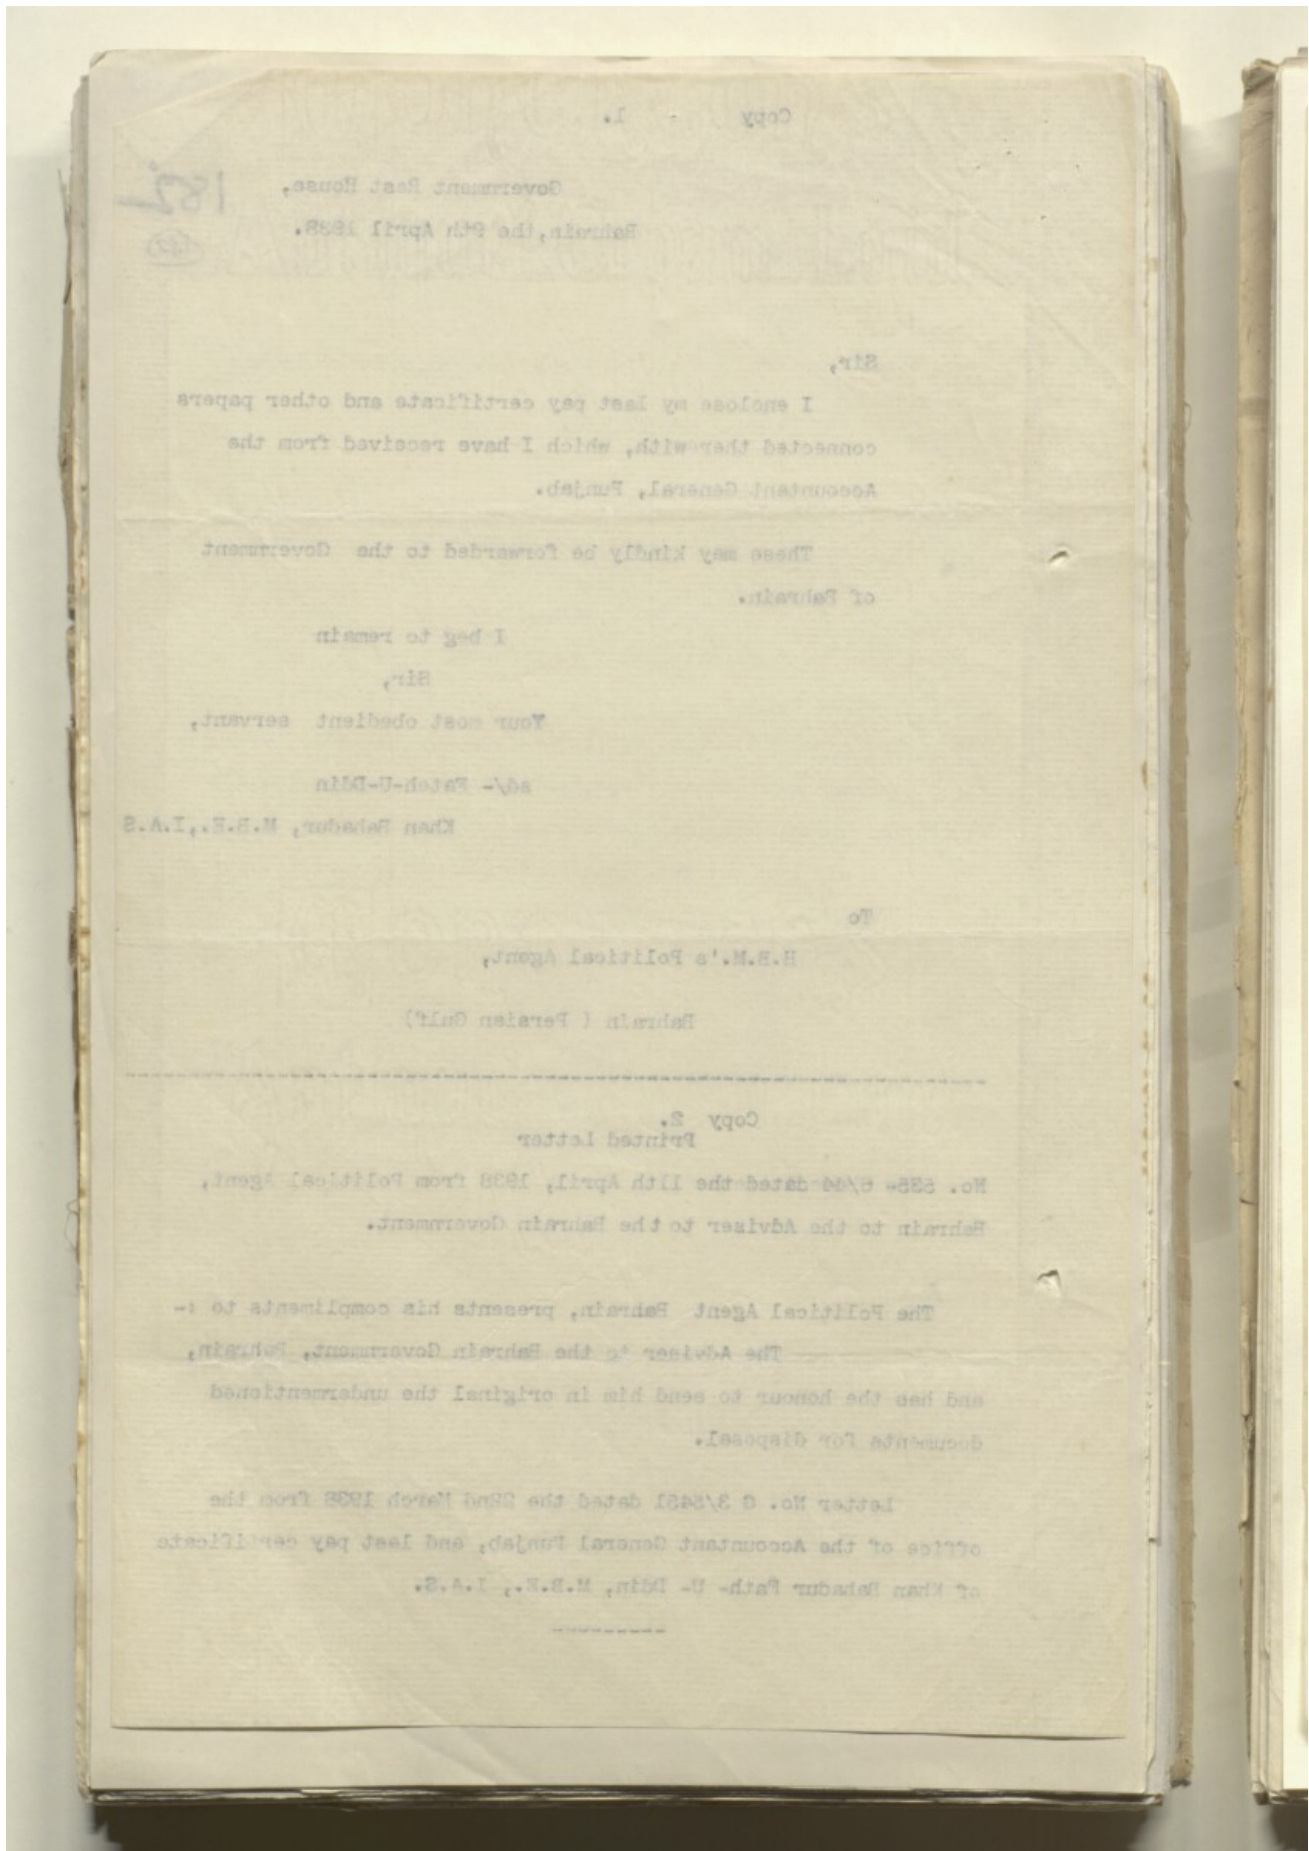 Copy - 1.
182
Government Rest House,
Bahrain, the 9th April 1938.
Sir,
I enclose my last pay certificate and other papers
connected therewith, which I have received from the
Accountant General, Punjab.
These may kindly be forwarded to the Government
of Bahrain.
I beg to remain
Sir,
Your most obedient servant,
sd/- Fateh-U-Ddin
Khan Bahadur, M.B.E.,I.A.S
To
H.B.M.'s Political Agent,
Bahrain ( Persian Gulf)
Copy 2.
Printed Letter
No. 535- 6/44 dated the 11th April, 1938 from Political Agent,
Bahrain to the Adviser to the Bahrain Government.
The Political Agent Bahrain, presents his compliments to :-
The Adviser to the Bahrain Government, Bahrain,
and has the honour to send him in original the undermentioned
documents for disposal.
Letter No. G 3/5451 dated the 22nd March 1938 from the
office of the Accountant General Punjab, and last pay certificate
of Khan Bahadur Fath- U- Ddin, M.B.E., I.A.S.